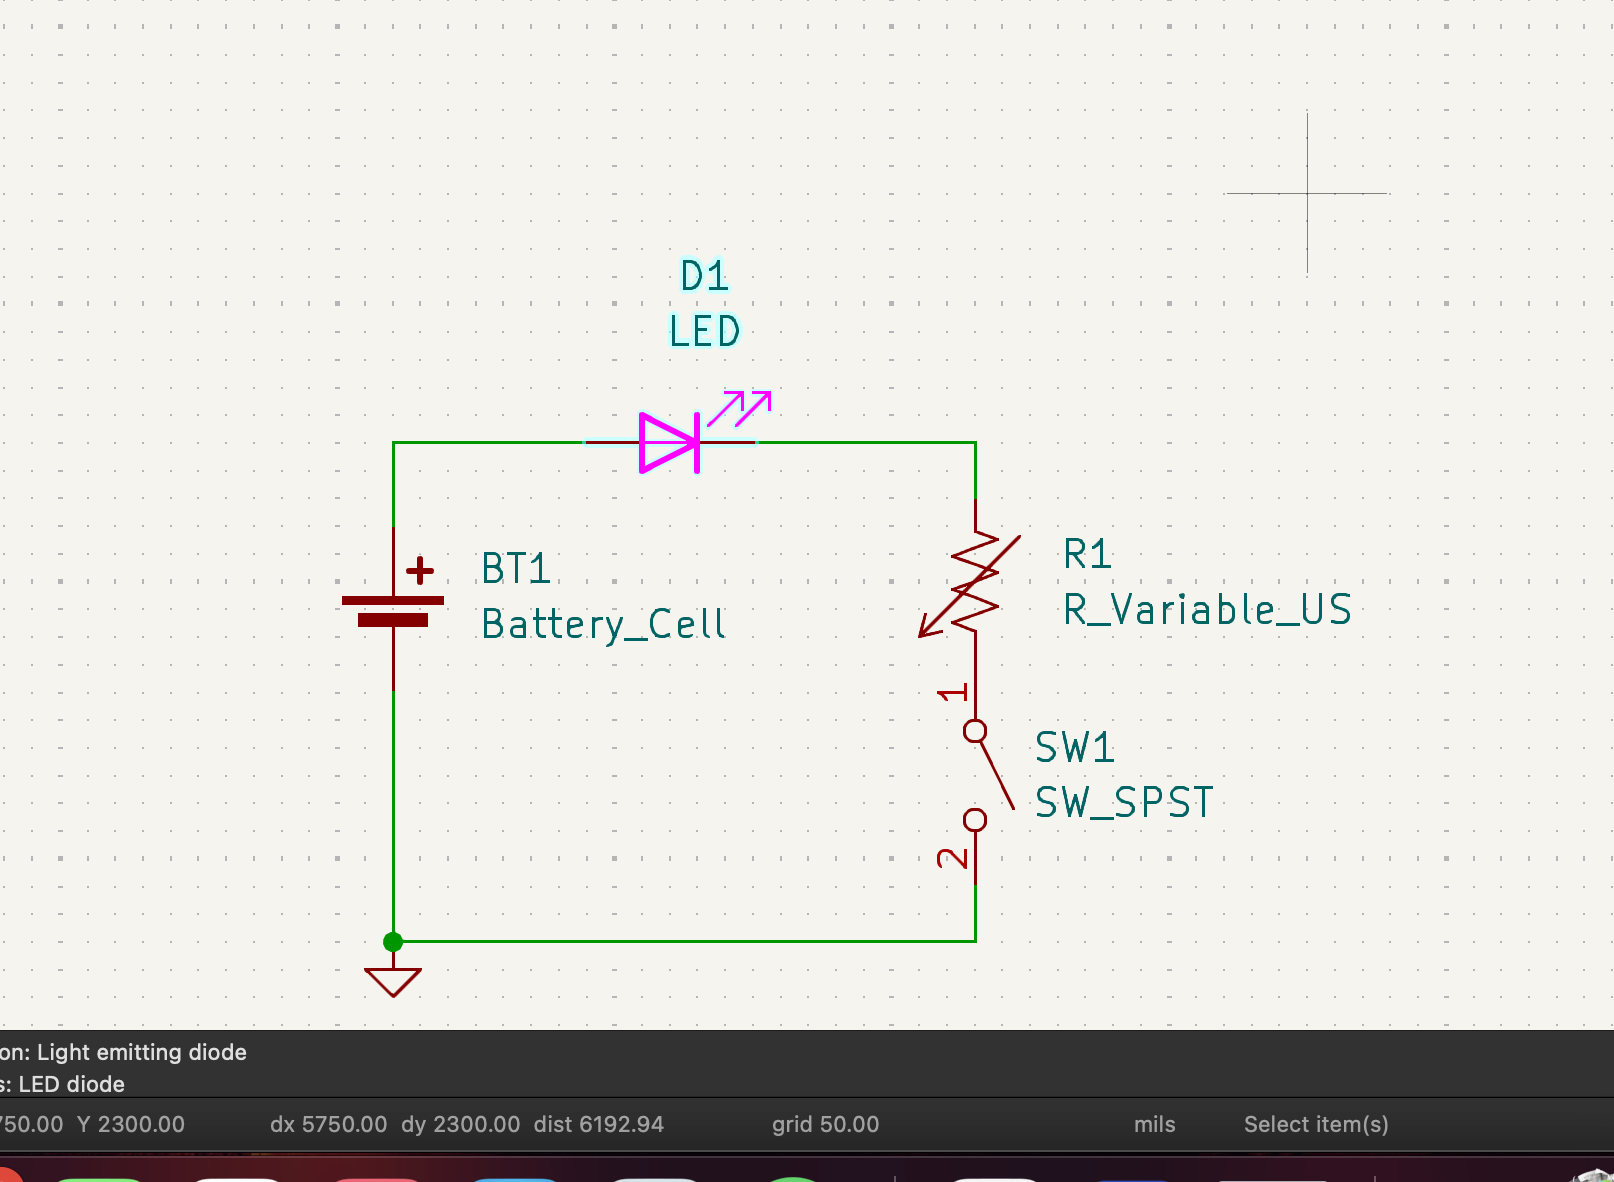 D1
LED
+
BT1
Battery_Cell
R1
R_Variable_US
1
SW1
SW_SPST
2
on: Light emitting diode
s: LED diode
750.00 Y 2300.00 dx 5750.00 dy 2300.00 dist 6192.94 grid 50.00 mils Select item(s)